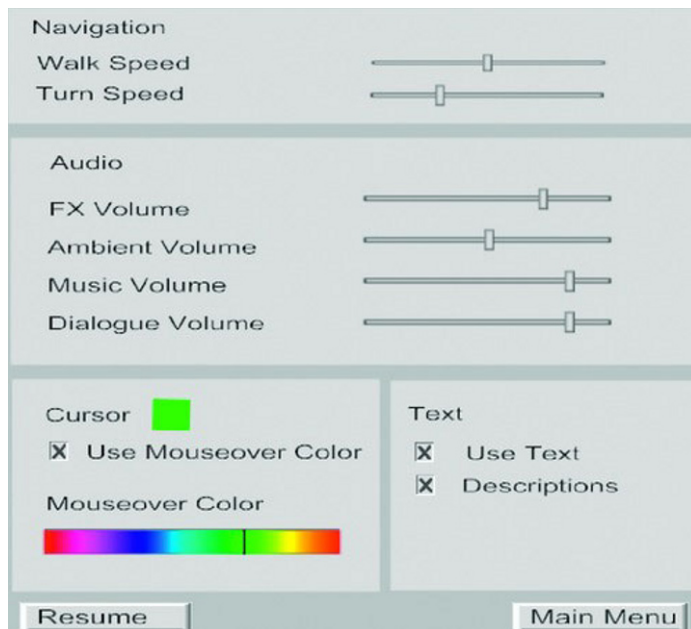 Navigation
Walk Speed
Turn Speed
Audio
FX Volume
Ambient Volume
Music Volume
Dialogue Volume
Cursor
Use Mouseover Color
Mouseover Color
Text
Use Text
Descriptions
Resume
Main Menu